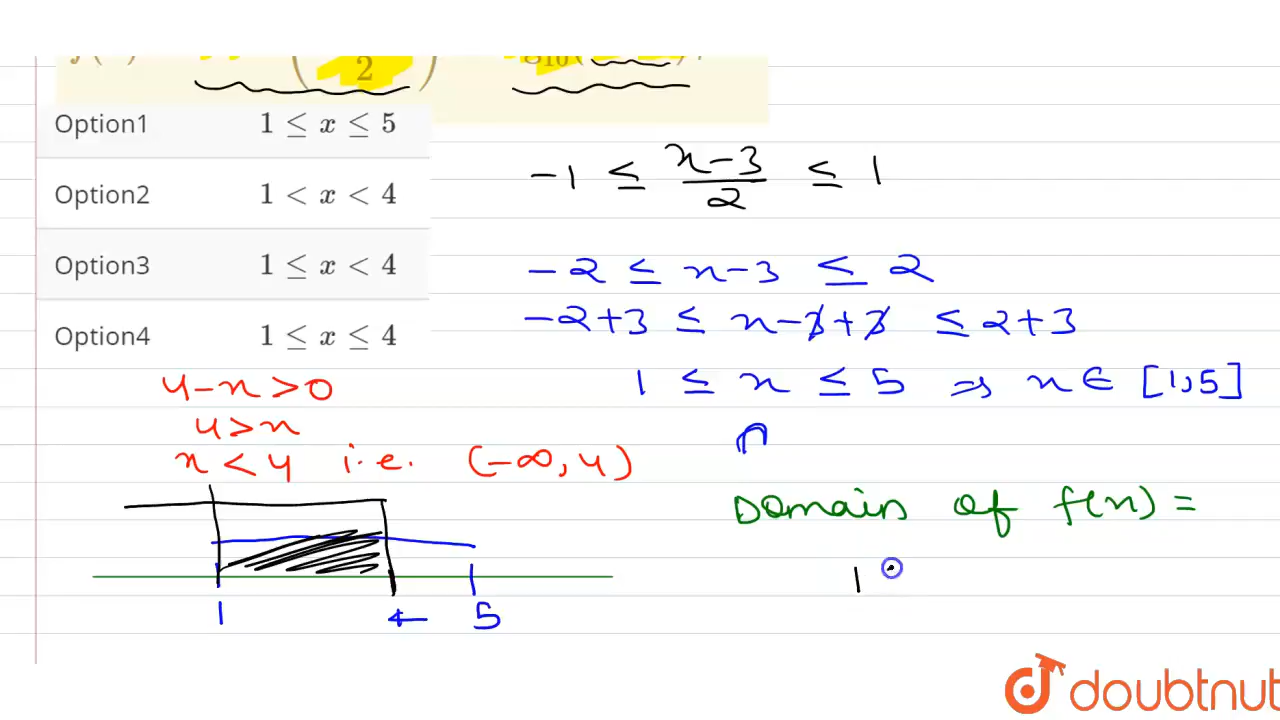 2
10
Option1 1 ≤ x ≤ 5
Option2 1 < x < 4
Option3 1 ≤ x < 4
Option4 1 ≤ x ≤ 4
-1 ≤ (x-3)/2 ≤ 1
-2 ≤ x-3 ≤ 2
-2+3 ≤ x-3+3 ≤ 2+3
1 ≤ x ≤ 5 ⇒ x∈ [1,5]
4-x>0
4>x
x<4 i.e. (-∞,4)
∩
Domain of f(x) =
1
1 ← 5
doubtnut